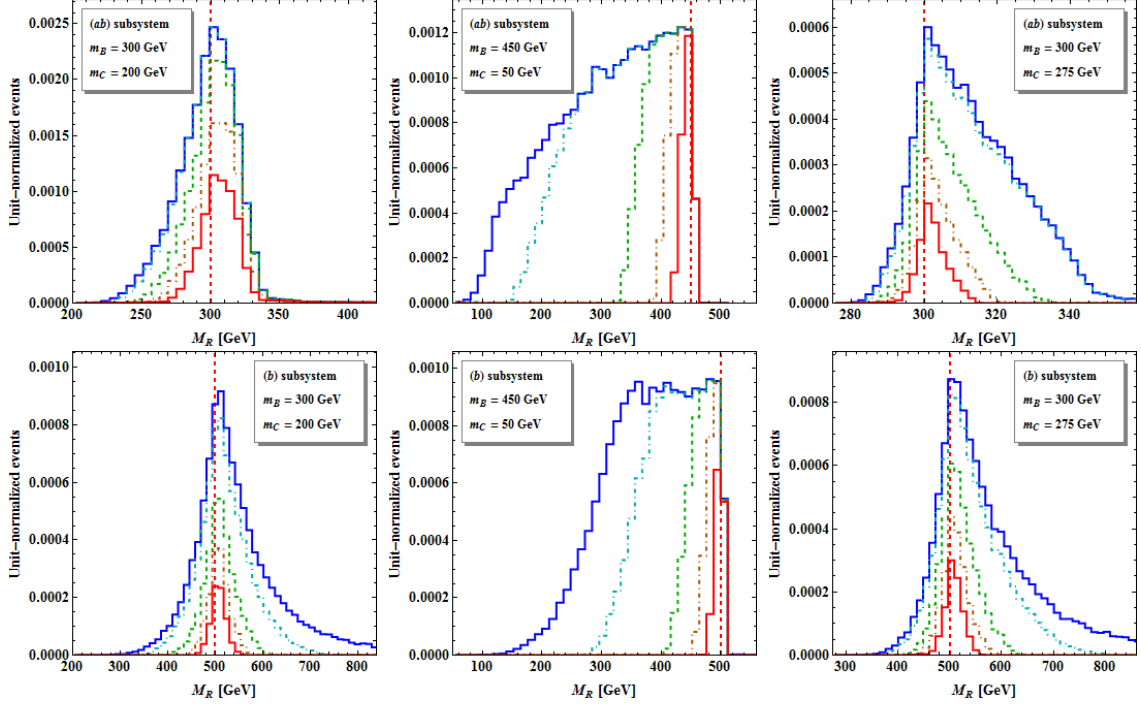 (ab) subsystem
m_B = 300 GeV
m_C = 200 GeV
Unit−normalized events
0.0025
0.0020
0.0015
0.0010
0.0005
0.0000
200 250 300 350 400
M_R [GeV]
(ab) subsystem
m_B = 450 GeV
m_C = 50 GeV
Unit−normalized events
0.0012
0.0010
0.0008
0.0006
0.0004
0.0002
0.0000
100 200 300 400 500
M_R [GeV]
(ab) subsystem
m_B = 300 GeV
m_C = 275 GeV
Unit−normalized events
0.0006
0.0005
0.0004
0.0003
0.0002
0.0001
0.0000
280 300 320 340
M_R [GeV]
(b) subsystem
m_B = 300 GeV
m_C = 200 GeV
Unit−normalized events
0.0010
0.0008
0.0006
0.0004
0.0002
0.0000
200 300 400 500 600 700 800
M_R [GeV]
(b) subsystem
m_B = 450 GeV
m_C = 50 GeV
Unit−normalized events
0.0010
0.0008
0.0006
0.0004
0.0002
0.0000
100 200 300 400 500
M_R [GeV]
(b) subsystem
m_B = 300 GeV
m_C = 275 GeV
Unit−normalized events
0.0008
0.0006
0.0004
0.0002
0.0000
300 400 500 600 700 800
M_R [GeV]